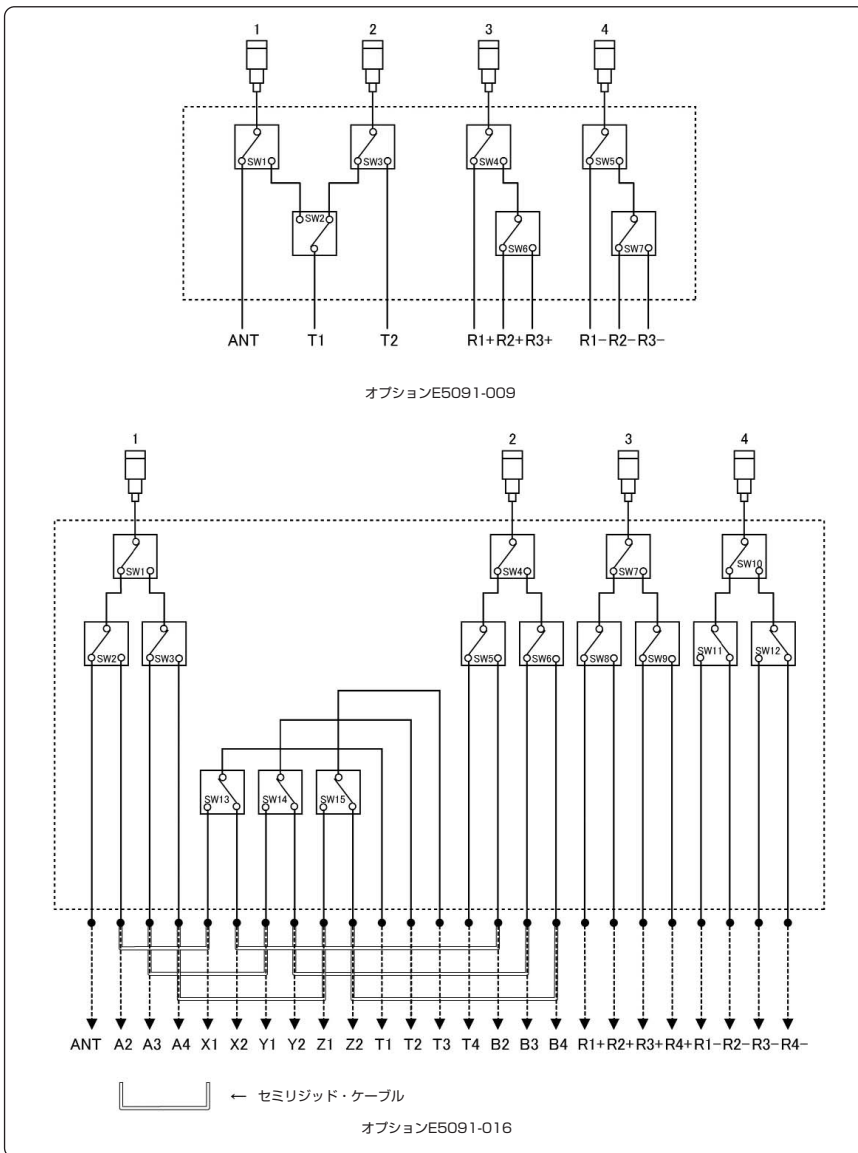 1 2 3 4
SW1 SW3 SW4 SW5
SW2 SW6 SW7
ANT T1 T2 R1+ R2+ R3+ R1- R2- R3-
オプションE5091-009
1 2 3 4
SW1 SW4 SW7 SW10
SW2 SW3 SW5 SW6 SW8 SW9 SW11 SW12
SW13 SW14 SW15
ANT A2 A3 A4 X1 X2 Y1 Y2 Z1 Z2 T1 T2 T3 T4 B2 B3 B4 R1+ R2+ R3+ R4+ R1- R2- R3- R4-
← セミリジッド・ケーブル
オプションE5091-016